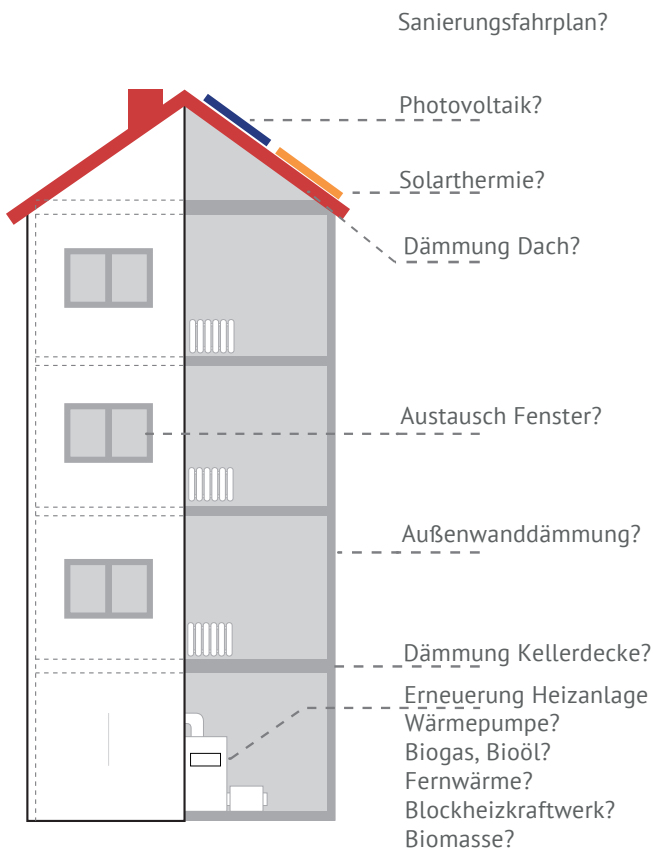 Sanierungsfahrplan?
Photovoltaik?
Solarthermie?
Dämmung Dach?
Austausch Fenster?
Außenwanddämmung?
Dämmung Kellerdecke?
Erneuerung Heizanlage
Wärmepumpe?
Biogas, Bioöl?
Fernwärme?
Blockheizkraftwerk?
Biomasse?